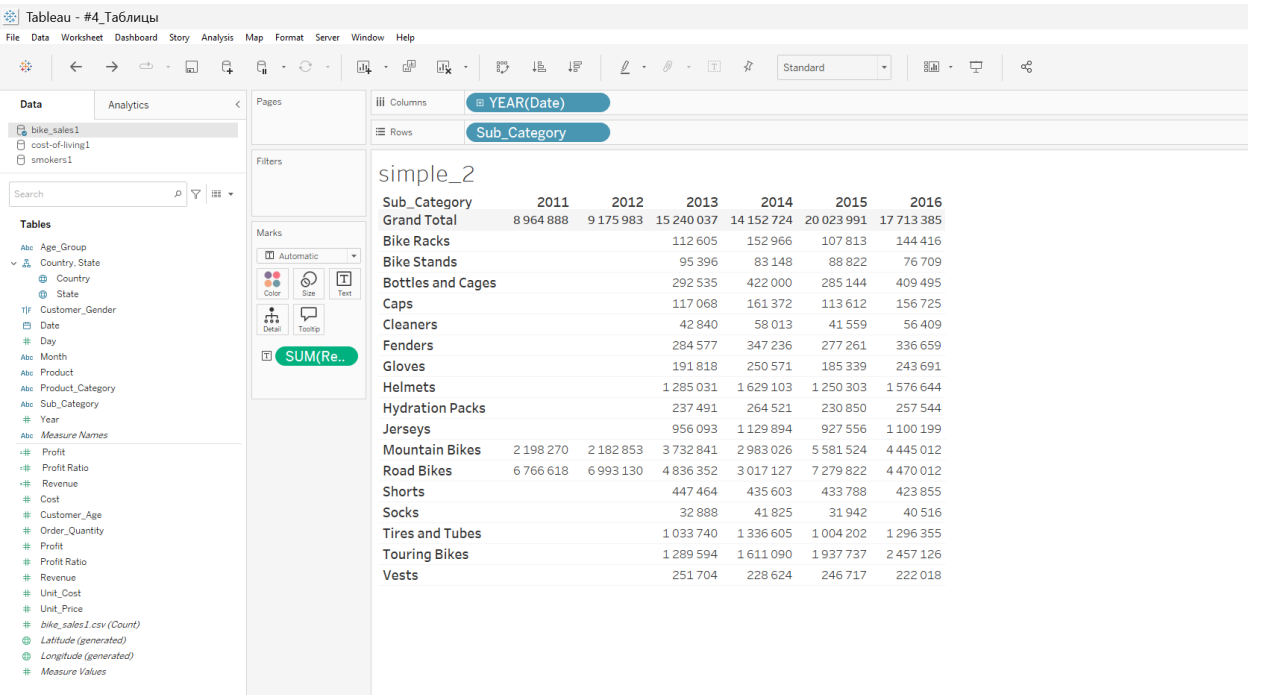 Tableau - #4_Таблицы
File Data Worksheet Dashboard Story Analysis Map Format Server Window Help
Standard
Data Analytics
bike_sales1
cost-of-living1
smokers1
Search
Tables
Abc Age_Group
Country, State
Country
State
T|F Customer_Gender
Date
# Day
Abc Month
Abc Product
Abc Product_Category
Abc Sub_Category
# Year
Abc Measure Names
=# Profit
=# Profit Ratio
=# Revenue
# Cost
# Customer_Age
# Order_Quantity
# Profit
# Profit Ratio
# Revenue
# Unit_Cost
# Unit_Price
# bike_sales1.csv (Count)
Latitude (generated)
Longitude (generated)
# Measure Values
Pages
Filters
Marks
T Automatic
Color Size Text
Detail Tooltip
T SUM(Re..
Columns YEAR(Date)
Rows Sub_Category
simple_2
Sub_Category 2011 2012 2013 2014 2015 2016
Grand Total 8 964 888 9 175 983 15 240 037 14 152 724 20 023 991 17 713 385
Bike Racks 112 605 152 966 107 813 144 416
Bike Stands 95 396 83 148 88 822 76 709
Bottles and Cages 292 535 422 000 285 144 409 495
Caps 117 068 161 372 113 612 156 725
Cleaners 42 840 58 013 41 559 56 409
Fenders 284 577 347 236 277 261 336 659
Gloves 191 818 250 571 185 339 243 691
Helmets 1 285 031 1 629 103 1 250 303 1 576 644
Hydration Packs 237 491 264 521 230 850 257 544
Jerseys 956 093 1 129 894 927 556 1 100 199
Mountain Bikes 2 198 270 2 182 853 3 732 841 2 983 026 5 581 524 4 445 012
Road Bikes 6 766 618 6 993 130 4 836 352 3 017 127 7 279 822 4 470 012
Shorts 447 464 435 603 433 788 423 855
Socks 32 888 41 825 31 942 40 516
Tires and Tubes 1 033 740 1 336 605 1 004 202 1 296 355
Touring Bikes 1 289 594 1 611 090 1 937 737 2 457 126
Vests 251 704 228 624 246 717 222 018